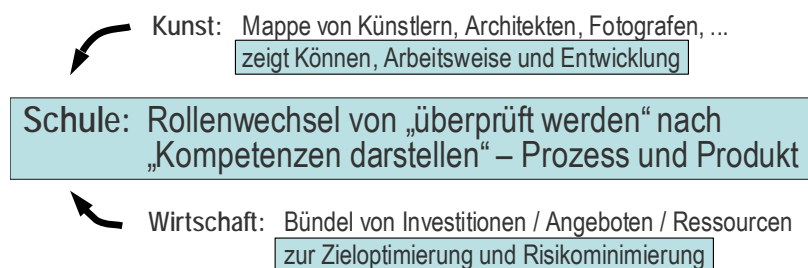 Kunst: Mappe von Künstlern, Architekten, Fotografen, ...
zeigt Können, Arbeitsweise und Entwicklung
Schule: Rollenwechsel von „überprüft werden“ nach
„Kompetenzen darstellen“ – Prozess und Produkt
Wirtschaft: Bündel von Investitionen / Angeboten / Ressourcen
zur Zieloptimierung und Risikominimierung